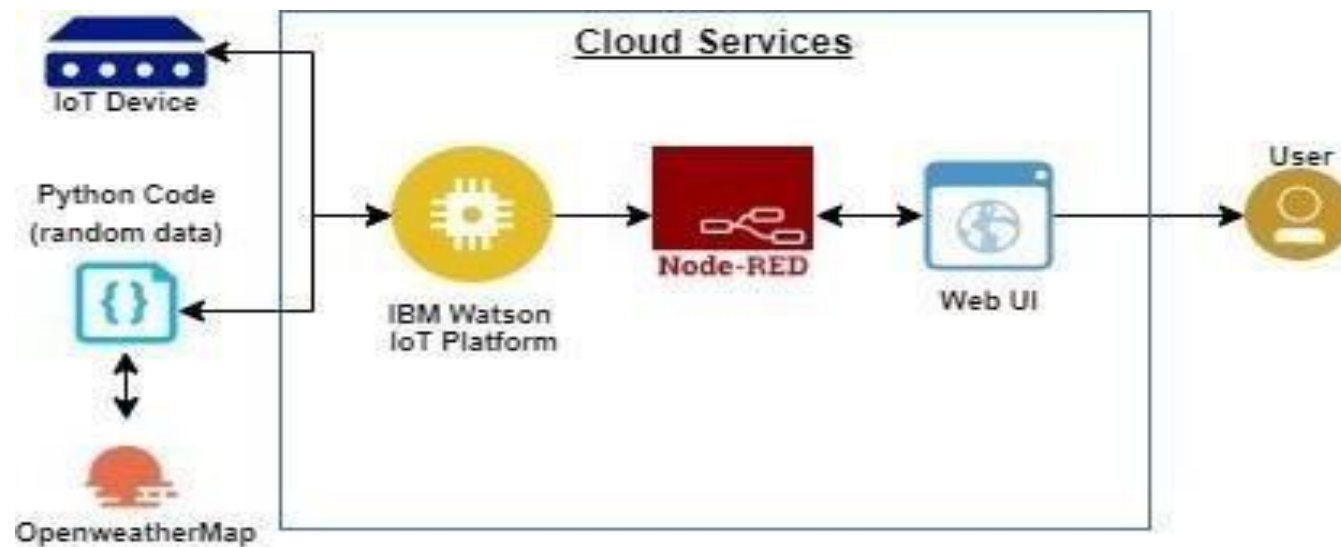 Cloud Services
IoT Device
Python Code
(random data)
{}
OpenweatherMap
IBM Watson
IoT Platform
Node-RED
Web UI
User